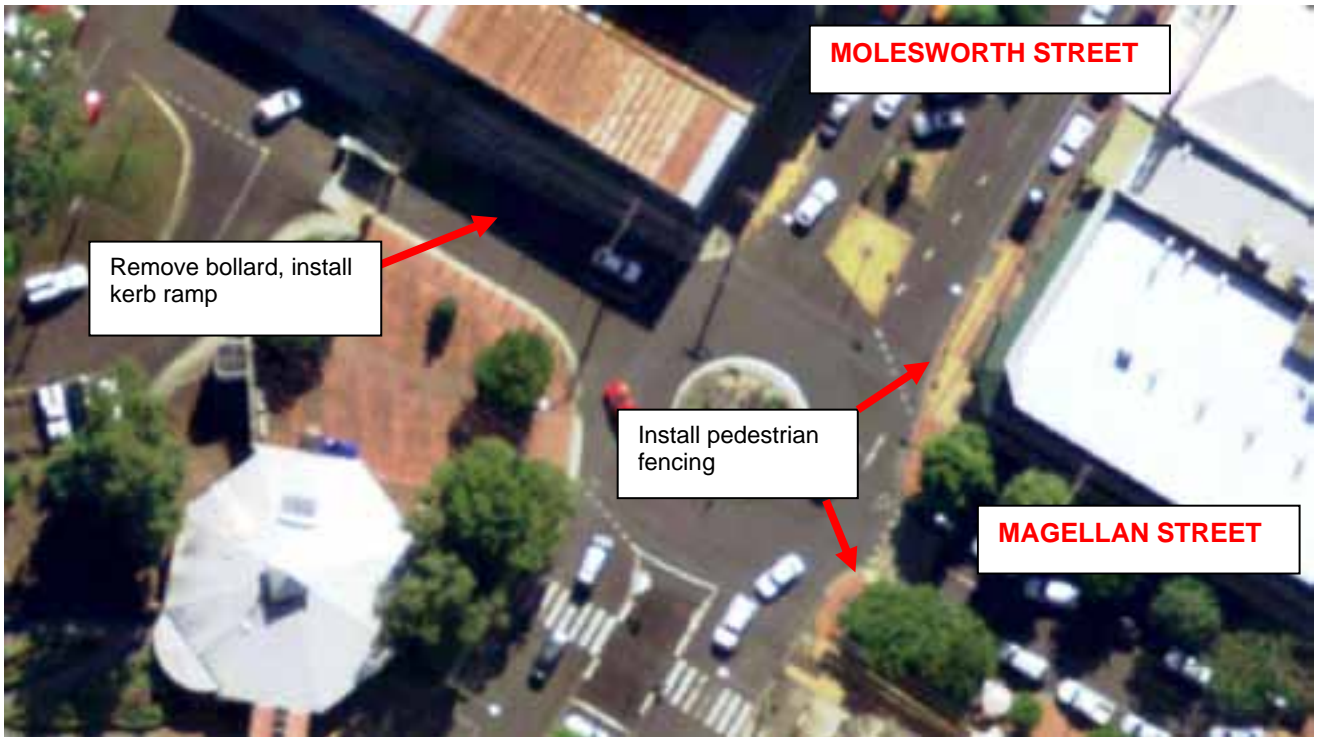 MOLESWORTH STREET
Remove bollard, install
kerb ramp
Install pedestrian
fencing
MAGELLAN STREET